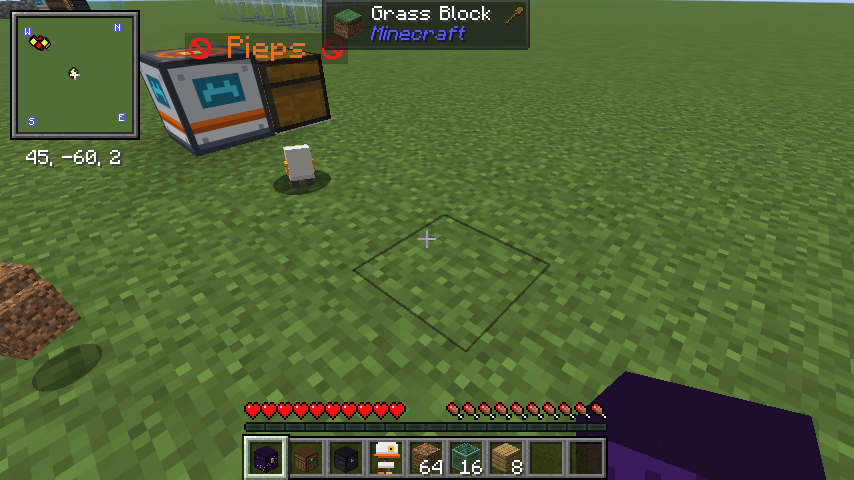 Grass Block
Minecraft
Pieps
W
N
S
E
45, -60, 2
64
16
8